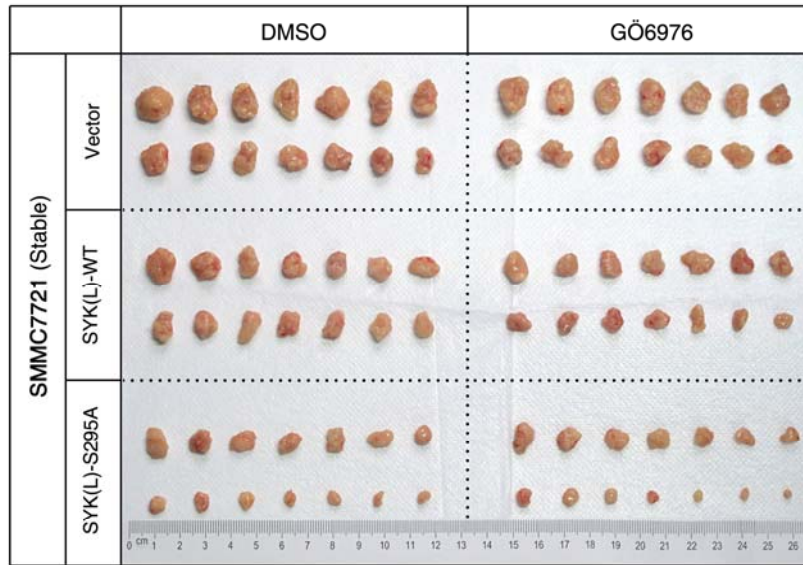 DMSO
GÖ6976
SMMC7721 (Stable)
Vector
SYK(L)-WT
SYK(L)-S295A
0 cm 1 2 3 4 5 6 7 8 9 10 11 12 13 14 15 16 17 18 19 20 21 22 23 24 25 26